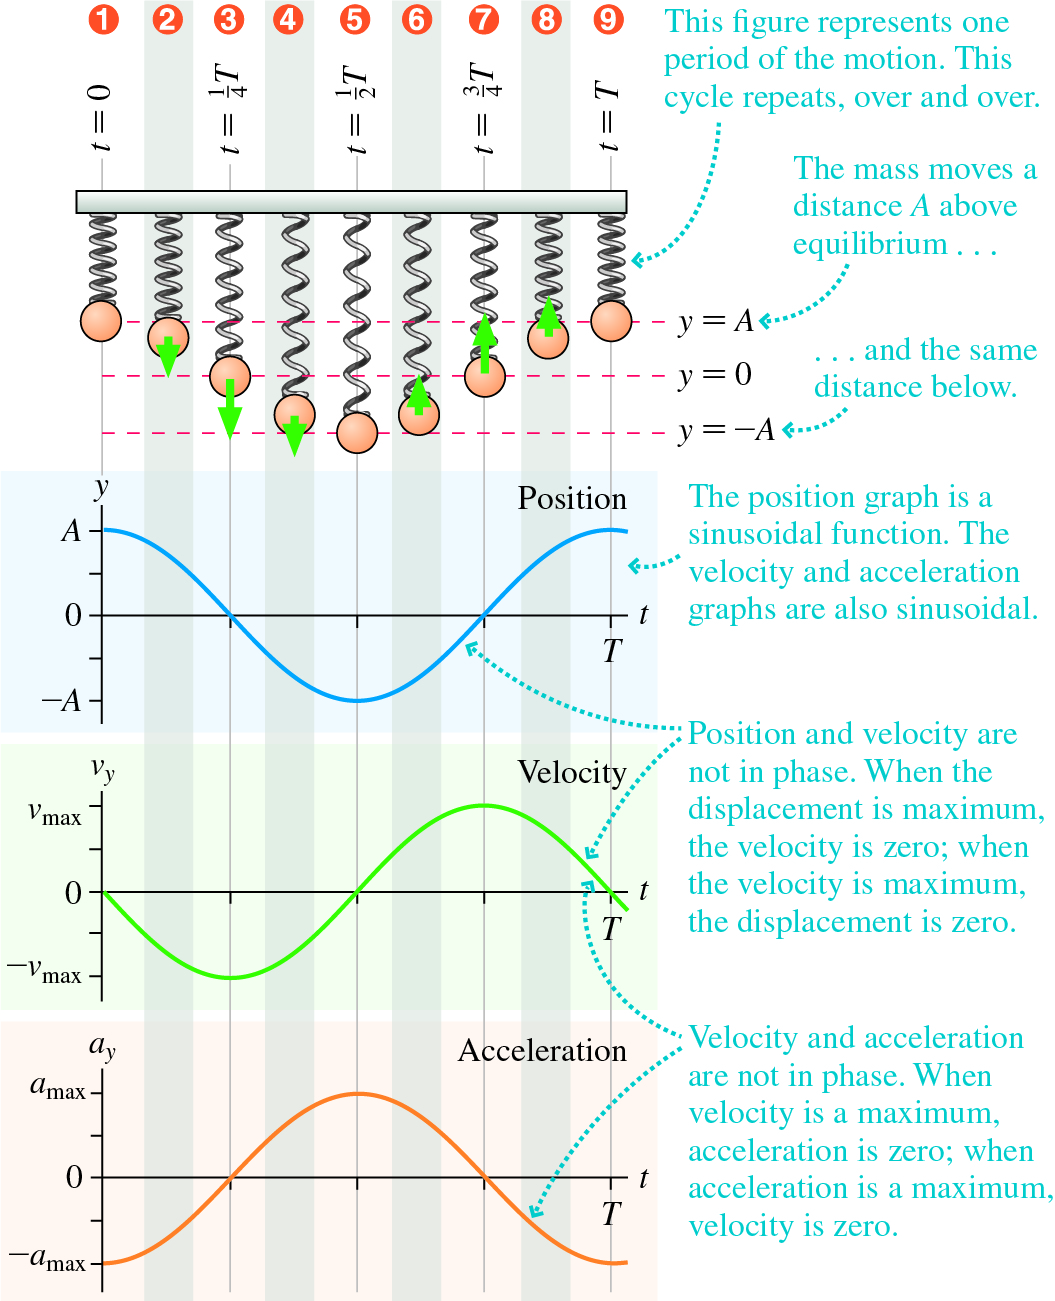 1 2 3 4 5 6 7 8 9
t = 0
t = 1/4 T
t = 1/2 T
t = 3/4 T
t = T
This figure represents one
period of the motion. This
cycle repeats, over and over.
The mass moves a
distance A above
equilibrium . . .
y = A
. . . and the same
distance below.
y = 0
y = −A
y
Position
A
0
−A
t
T
The position graph is a
sinusoidal function. The
velocity and acceleration
graphs are also sinusoidal.
Position and velocity are
not in phase. When the
displacement is maximum,
the velocity is zero; when
the velocity is maximum,
the displacement is zero.
vy
Velocity
vmax
0
−vmax
t
T
Velocity and acceleration
are not in phase. When
velocity is a maximum,
acceleration is zero; when
acceleration is a maximum,
velocity is zero.
ay
Acceleration
amax
0
−amax
t
T